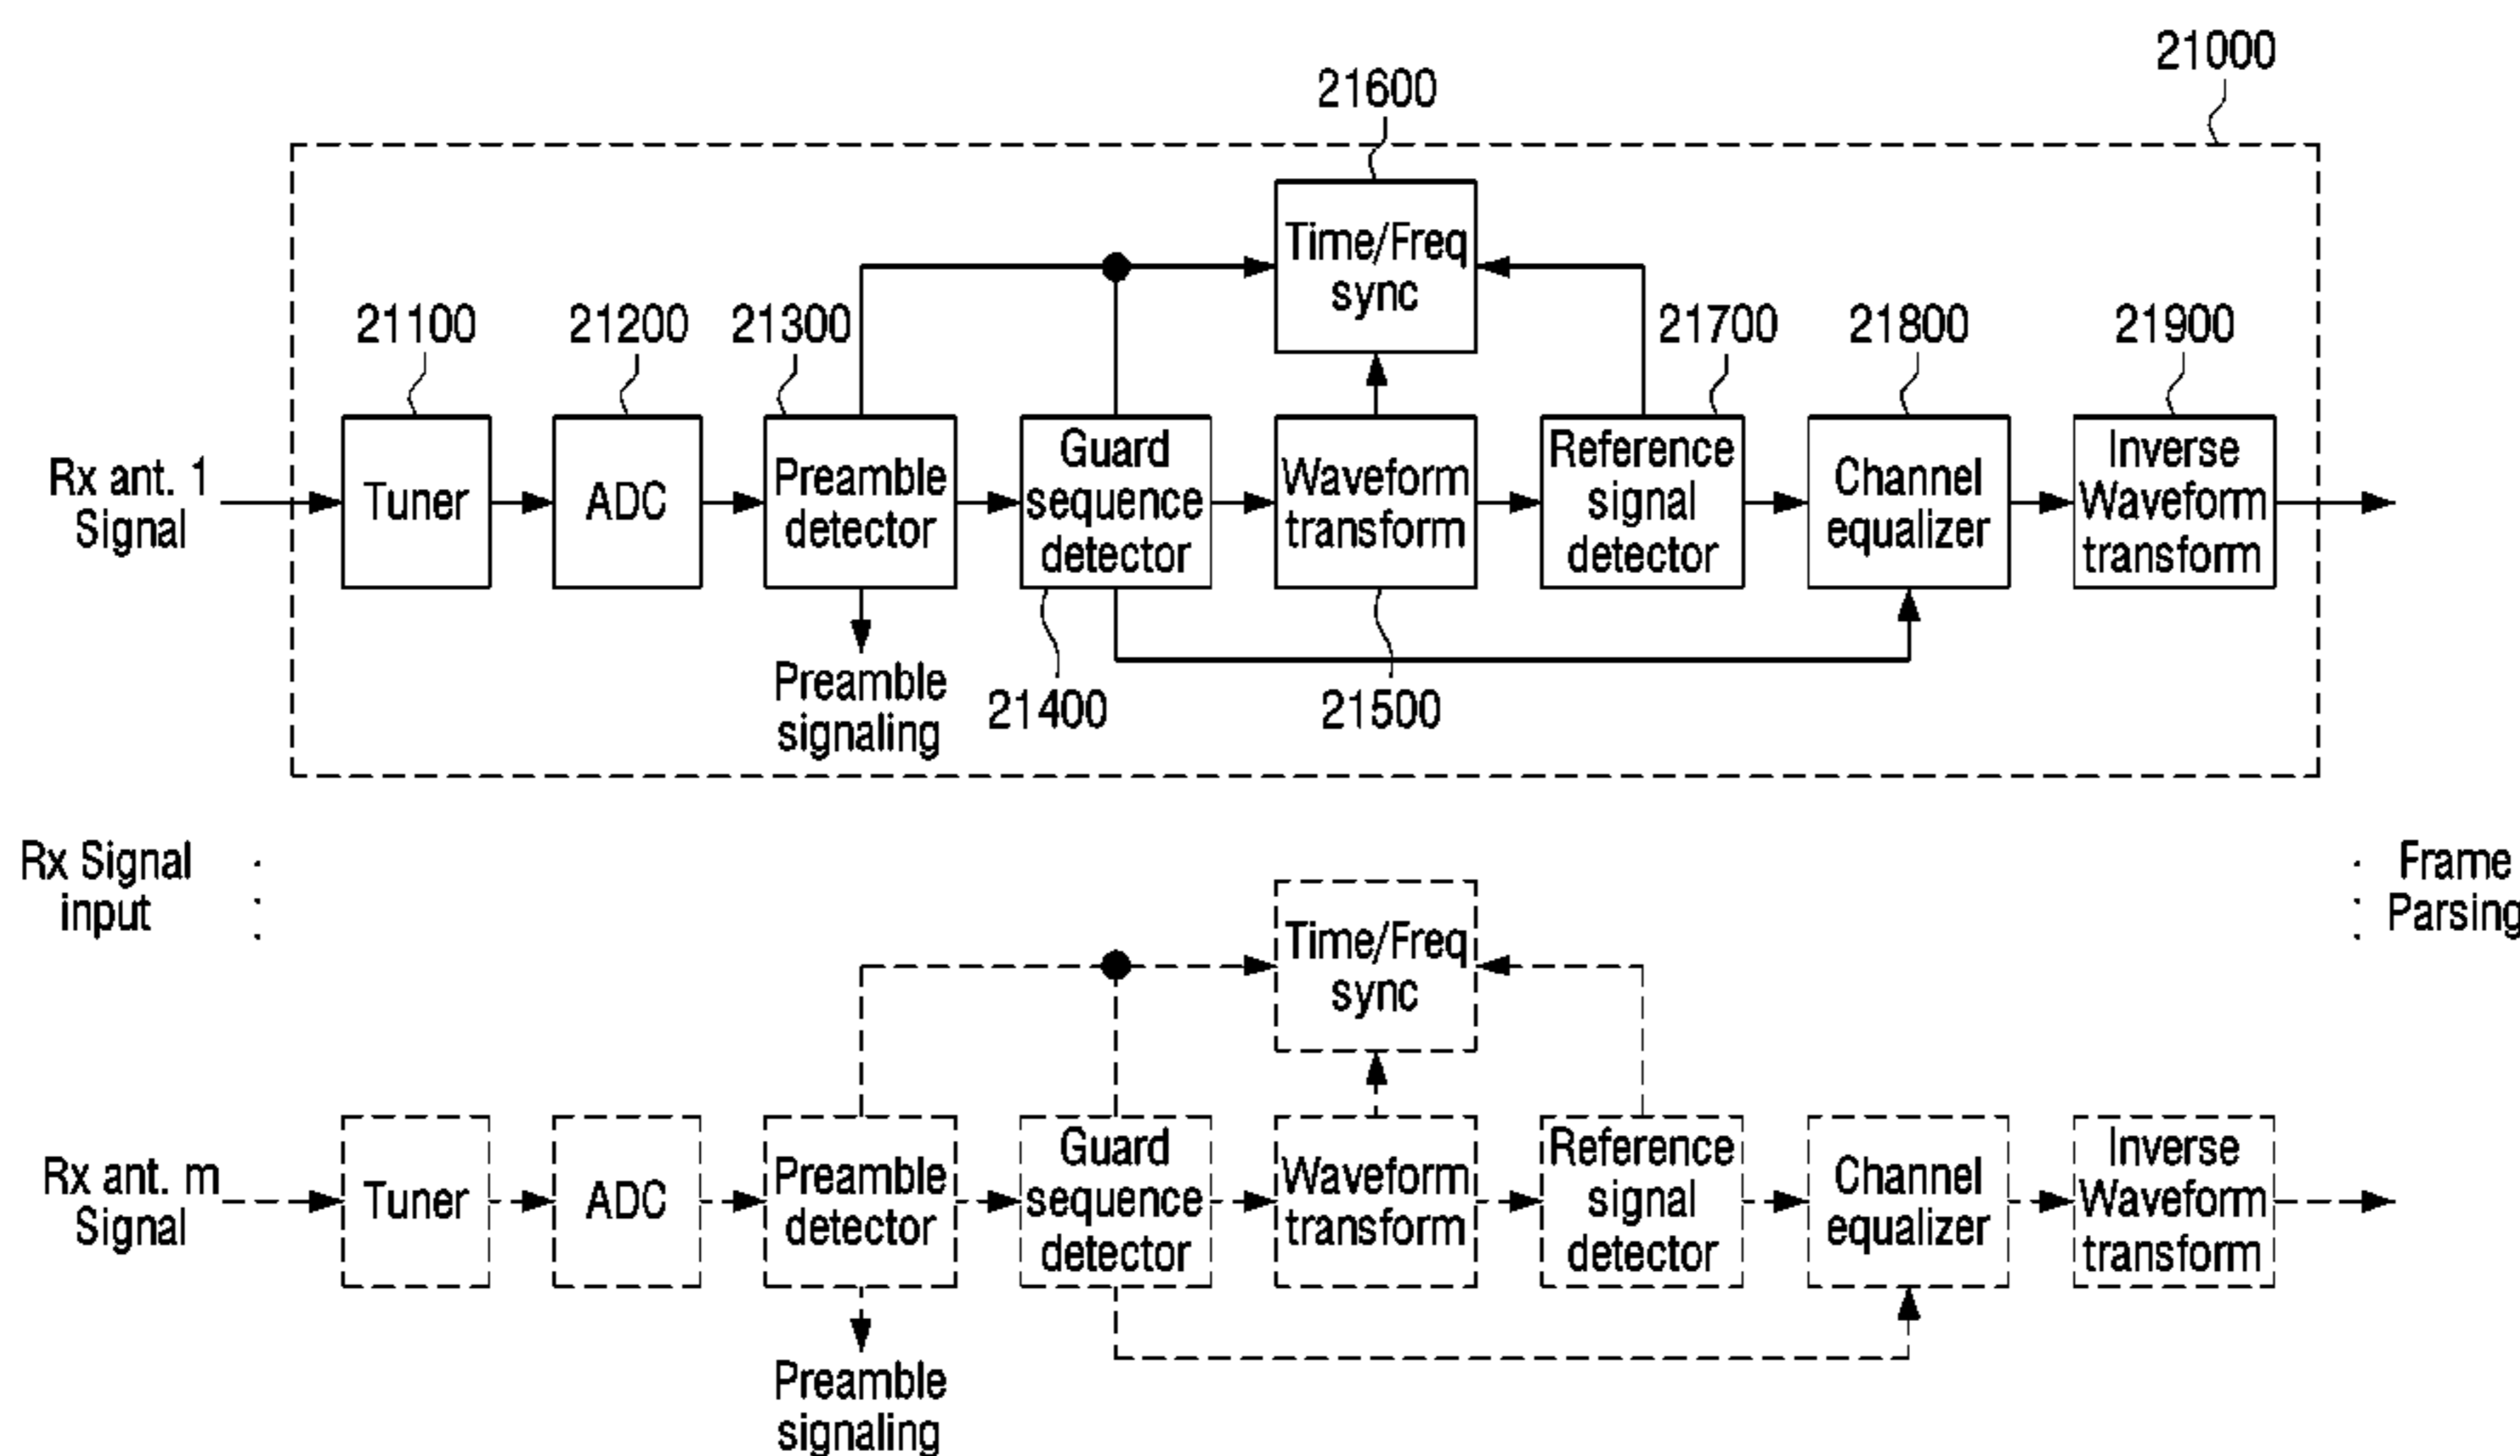 21000
21600
21100
21200
21300
21700
21800
21900
Time/Freq
sync
Rx ant. 1
Signal
Tuner
ADC
Preamble
detector
Guard
sequence
detector
Waveform
transform
Reference
signal
detector
Channel
equalizer
Inverse
Waveform
transform
Preamble
signaling
21400
21500
Rx Signal
input
Frame
Parsing
Time/Freq
sync
Rx ant. m
Signal
Tuner
ADC
Preamble
detector
Guard
sequence
detector
Waveform
transform
Reference
signal
detector
Channel
equalizer
Inverse
Waveform
transform
Preamble
signaling